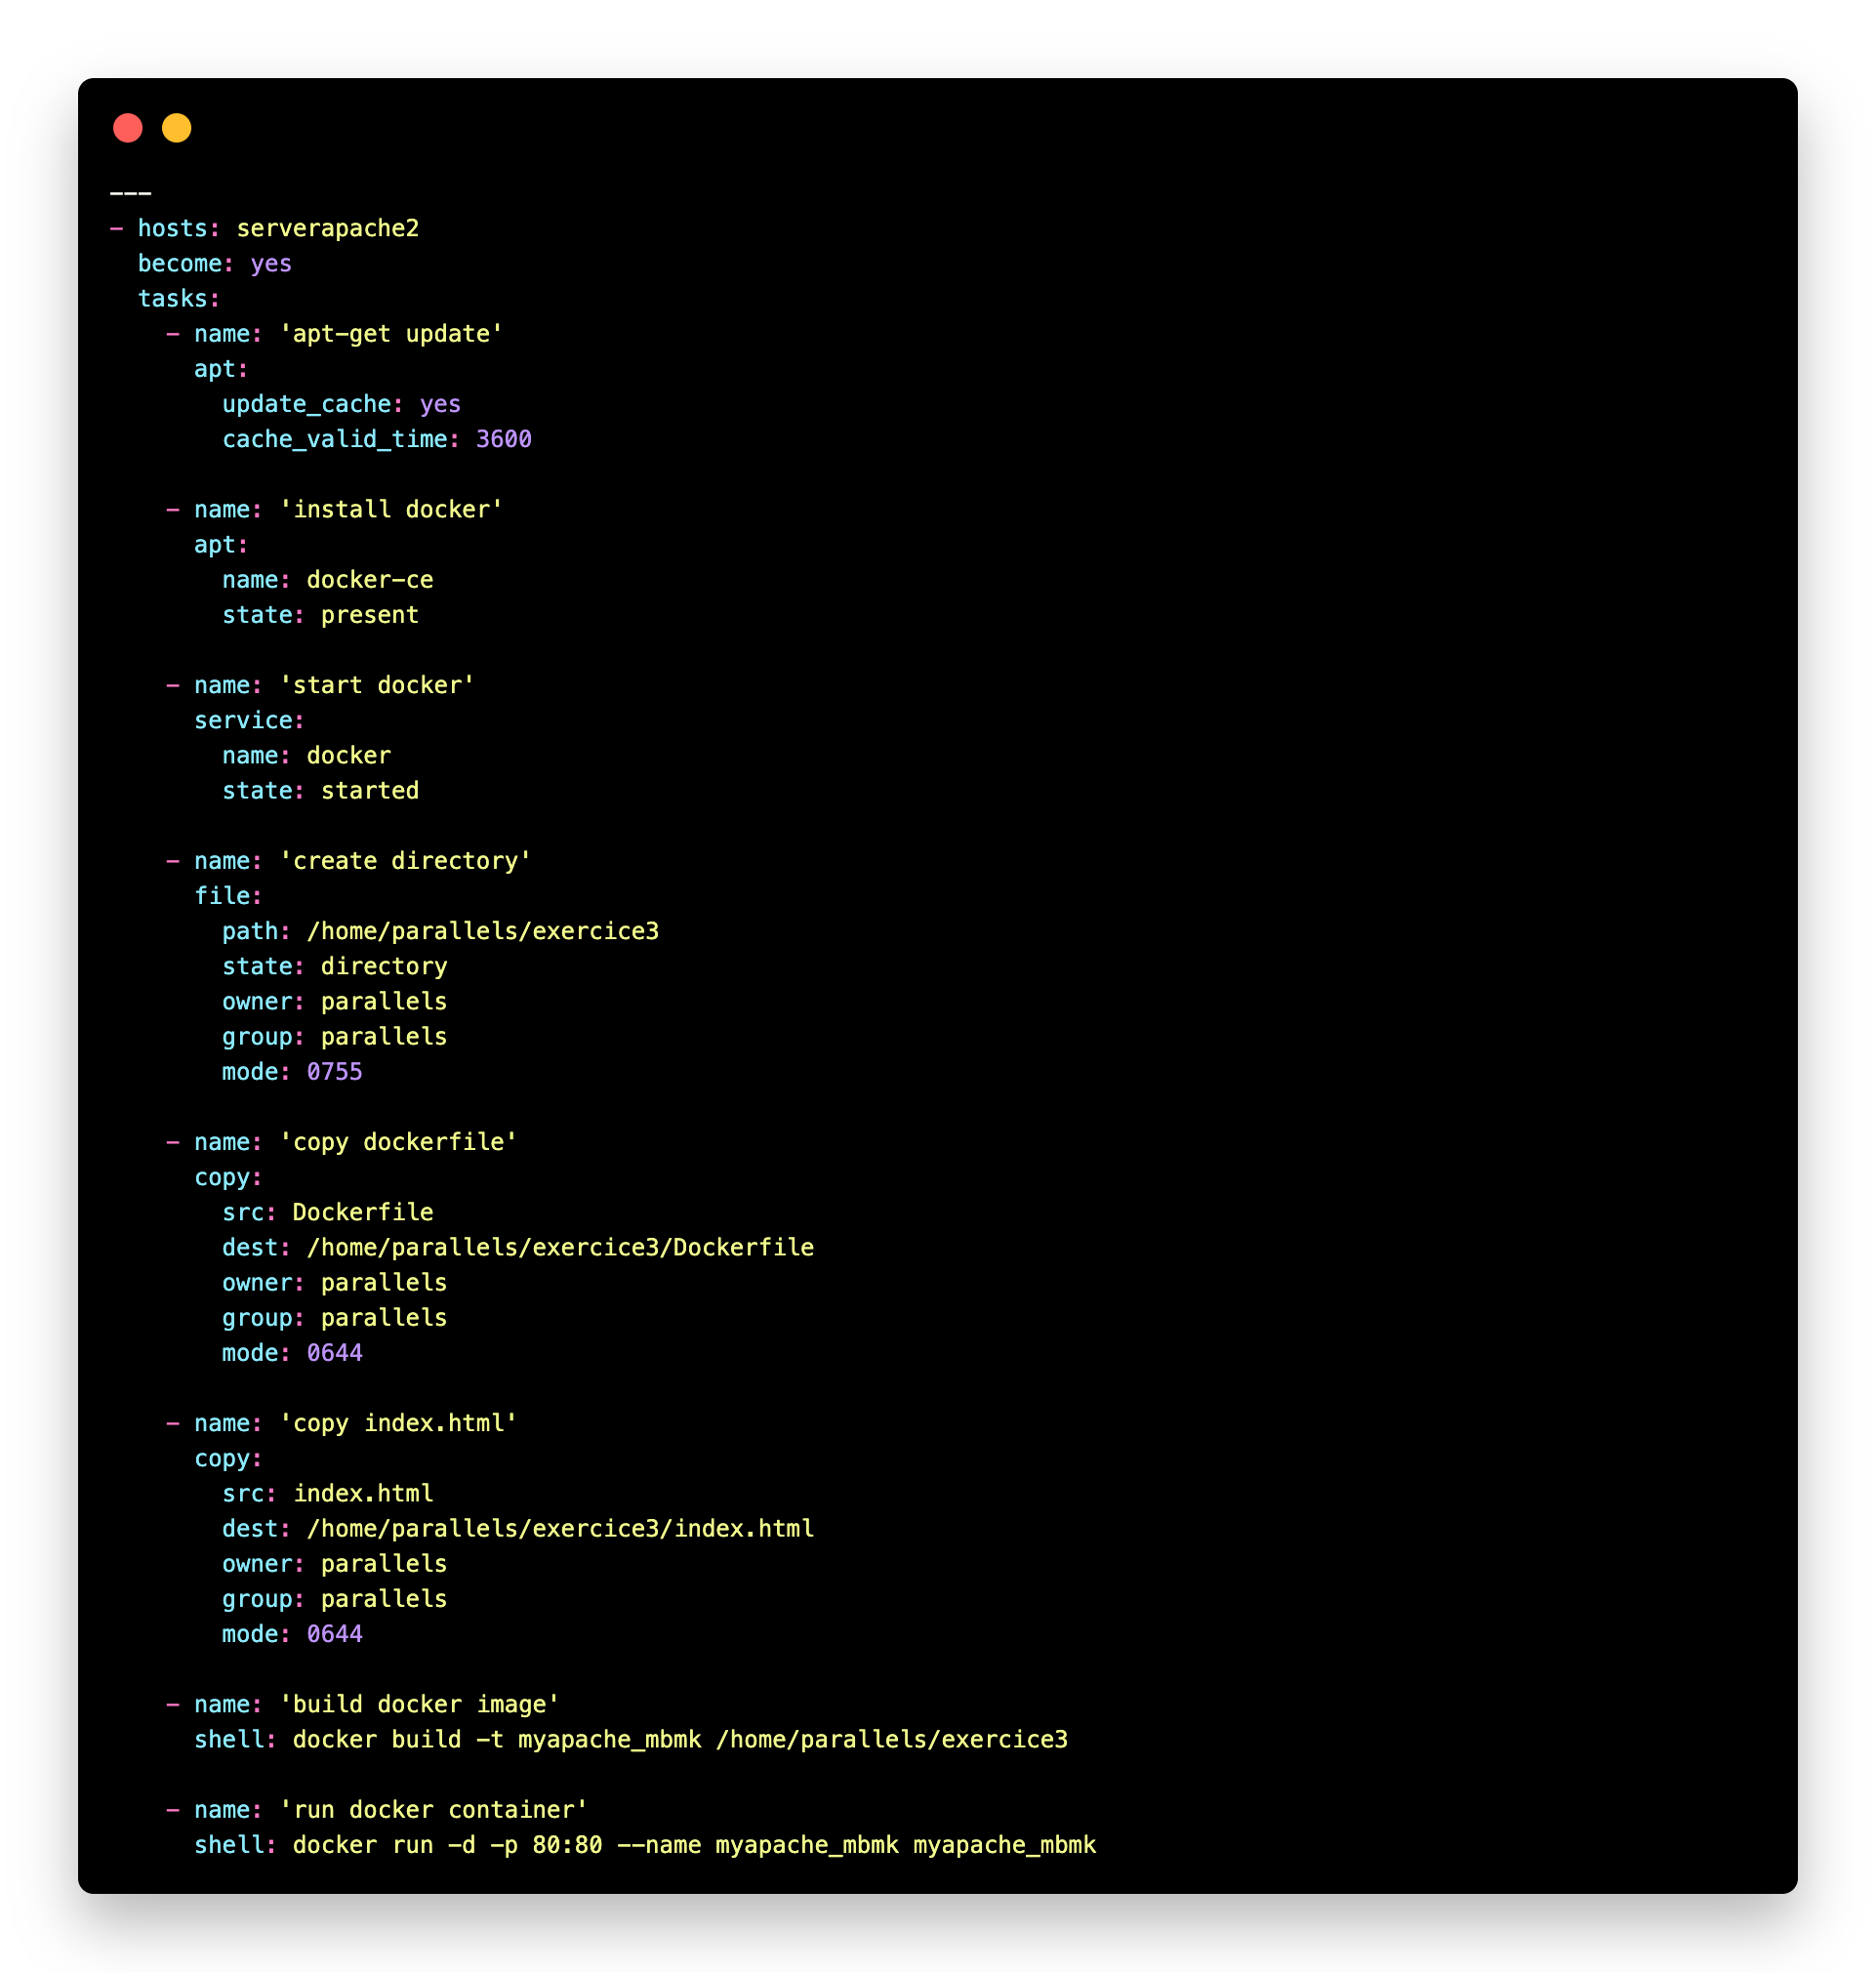 ---
- hosts: serverapache2
  become: yes
  tasks:
    - name: 'apt-get update'
      apt:
        update_cache: yes
        cache_valid_time: 3600

    - name: 'install docker'
      apt:
        name: docker-ce
        state: present

    - name: 'start docker'
      service:
        name: docker
        state: started

    - name: 'create directory'
      file:
        path: /home/parallels/exercice3
        state: directory
        owner: parallels
        group: parallels
        mode: 0755

    - name: 'copy dockerfile'
      copy:
        src: Dockerfile
        dest: /home/parallels/exercice3/Dockerfile
        owner: parallels
        group: parallels
        mode: 0644

    - name: 'copy index.html'
      copy:
        src: index.html
        dest: /home/parallels/exercice3/index.html
        owner: parallels
        group: parallels
        mode: 0644

    - name: 'build docker image'
      shell: docker build -t myapache_mbmk /home/parallels/exercice3

    - name: 'run docker container'
      shell: docker run -d -p 80:80 --name myapache_mbmk myapache_mbmk